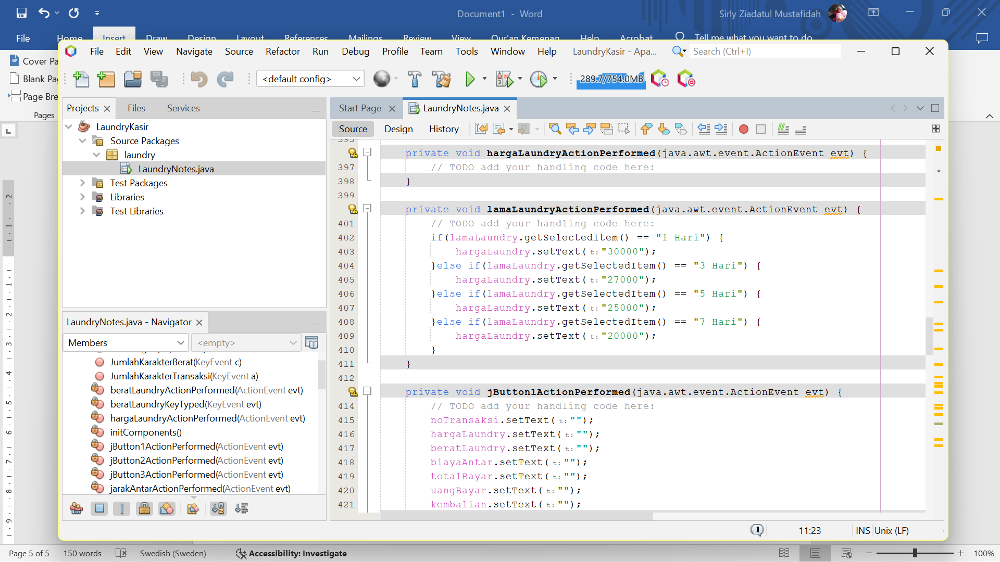 Document1 - Word
Sirly Ziadatul Mustafidah
File Home Insert Draw Design Layout References Mailings Review View Qur'an Kemenag Help Acrobat Tell me what you want to do
Blank
Page
Pages
File Edit View Navigate Source Refactor Run Debug Profile Team Tools Window Help LaundryKasir - Apa... Search (Ctrl+I)
<default config>
289.7/754.0MB
Projects Files Services
LaundryKasir
Source Packages
laundry
LaundryNotes.java
Test Packages
Libraries
Test Libraries
LaundryNotes.java - Navigator
Members <empty>
JumlahKarakterBerat(KeyEvent c)
JumlahKarakterTransaksi(KeyEvent a)
beratLaundryActionPerformed(ActionEvent evt)
beratLaundryKeyTyped(KeyEvent evt)
hargaLaundryActionPerformed(ActionEvent evt)
initComponents()
jButton1ActionPerformed(ActionEvent evt)
jButton2ActionPerformed(ActionEvent evt)
jButton3ActionPerformed(ActionEvent evt)
jarakAntarActionPerformed(ActionEvent evt)
Start Page LaundryNotes.java
Source Design History
private void hargaLaundryActionPerformed(java.awt.event.ActionEvent evt) {
397 // TODO add your handling code here:
398 }
399
private void lamaLaundryActionPerformed(java.awt.event.ActionEvent evt) {
401 // TODO add your handling code here:
402 if(lamaLaundry.getSelectedItem() == "1 Hari") {
403 hargaLaundry.setText(t:"30000");
404 }else if(lamaLaundry.getSelectedItem() == "3 Hari") {
405 hargaLaundry.setText(t:"27000");
406 }else if(lamaLaundry.getSelectedItem() == "5 Hari") {
407 hargaLaundry.setText(t:"25000");
408 }else if(lamaLaundry.getSelectedItem() == "7 Hari") {
409 hargaLaundry.setText(t:"20000");
410 }
411 }
412
private void jButton1ActionPerformed(java.awt.event.ActionEvent evt) {
414 // TODO add your handling code here:
415 noTransaksi.setText(t:"");
416 hargaLaundry.setText(t:"");
417 beratLaundry.setText(t:"");
418 biayaAntar.setText(t:"");
419 totalBayar.setText(t:"");
420 uangBayar.setText(t:"");
421 kembalian.setText(t:"");
1 11:23 INS Unix (LF)
Page 5 of 5 150 words Swedish (Sweden) Accessibility: Investigate 100%